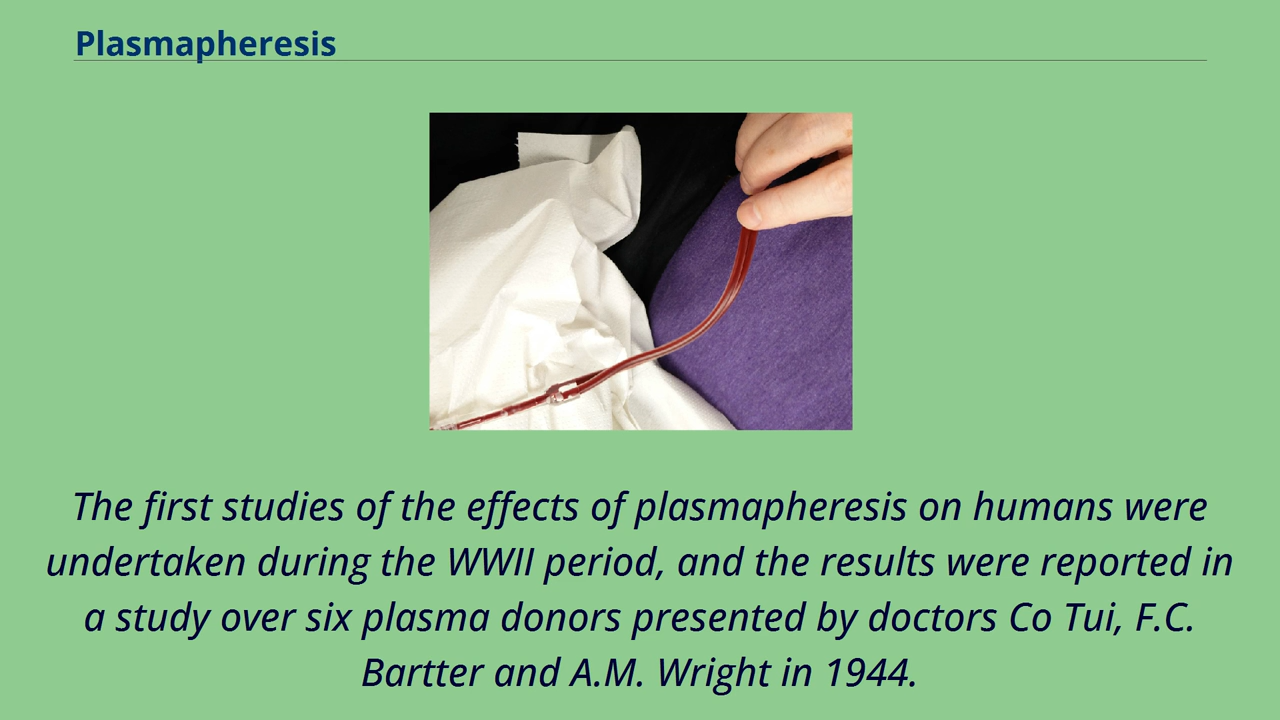 Plasmapheresis
The first studies of the effects of plasmapheresis on humans were
undertaken during the WWII period, and the results were reported in
a study over six plasma donors presented by doctors Co Tui, F.C.
Bartter and A.M. Wright in 1944.